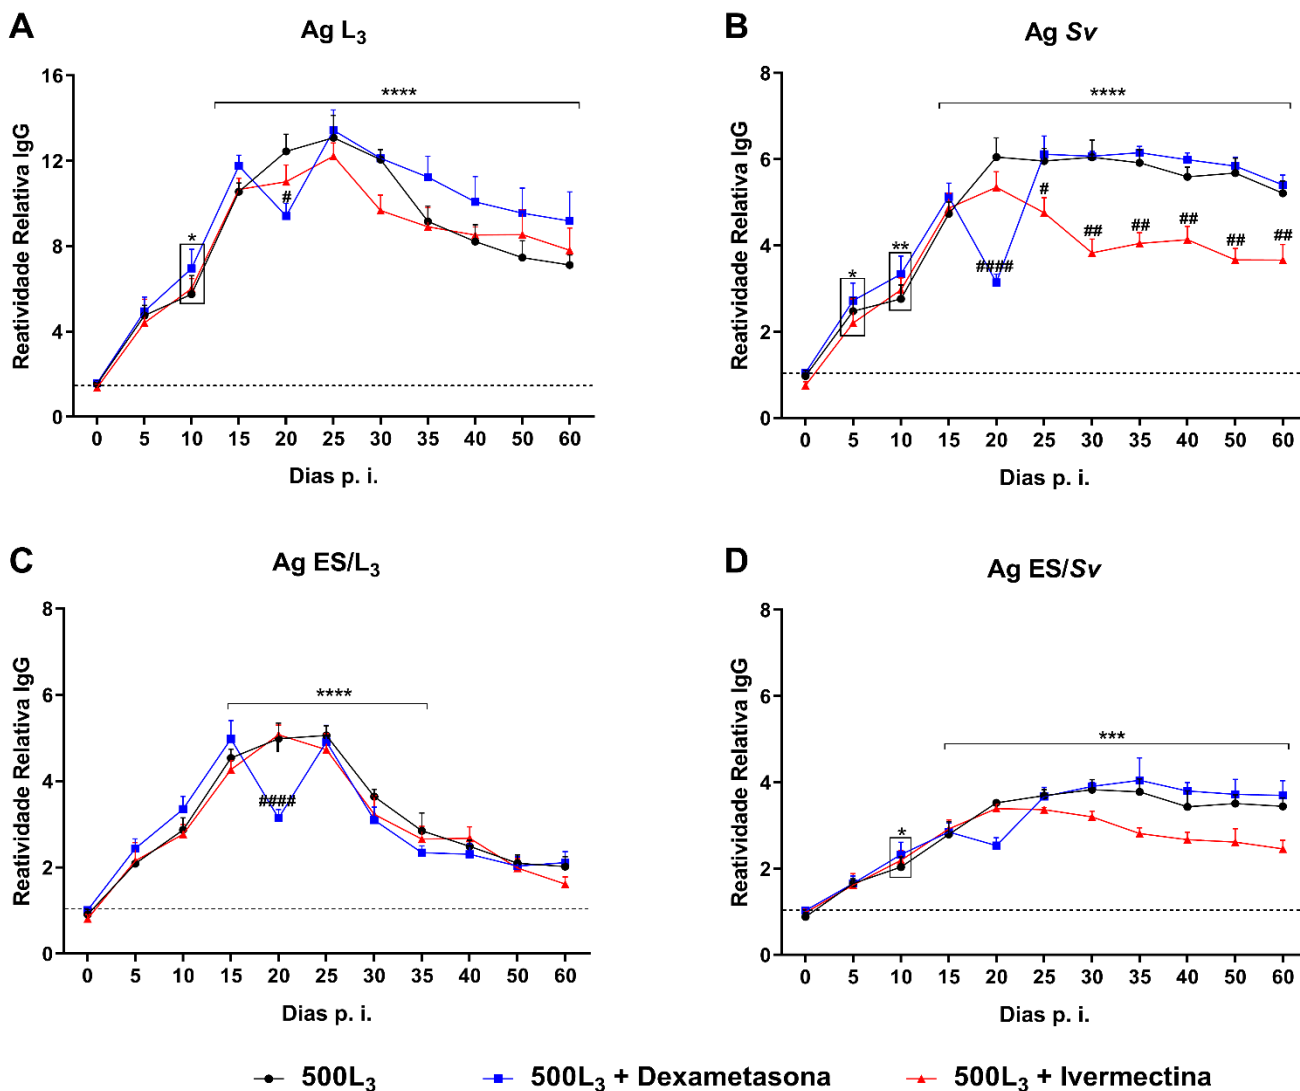 A
Ag L₃
Reatividade Relativa IgG
16
12
8
4
0
****
*
#
0 5 10 15 20 25 30 35 40 50 60
Dias p. i.
B
Ag Sv
Reatividade Relativa IgG
8
6
4
2
0
****
*
**
####
#
## ## ## ## ##
0 5 10 15 20 25 30 35 40 50 60
Dias p. i.
C
Ag ES/L₃
Reatividade Relativa IgG
8
6
4
2
0
****
####
0 5 10 15 20 25 30 35 40 50 60
Dias p. i.
D
Ag ES/Sv
Reatividade Relativa IgG
8
6
4
2
0
***
*
0 5 10 15 20 25 30 35 40 50 60
Dias p. i.
500L₃ 500L₃ + Dexametasona 500L₃ + Ivermectina